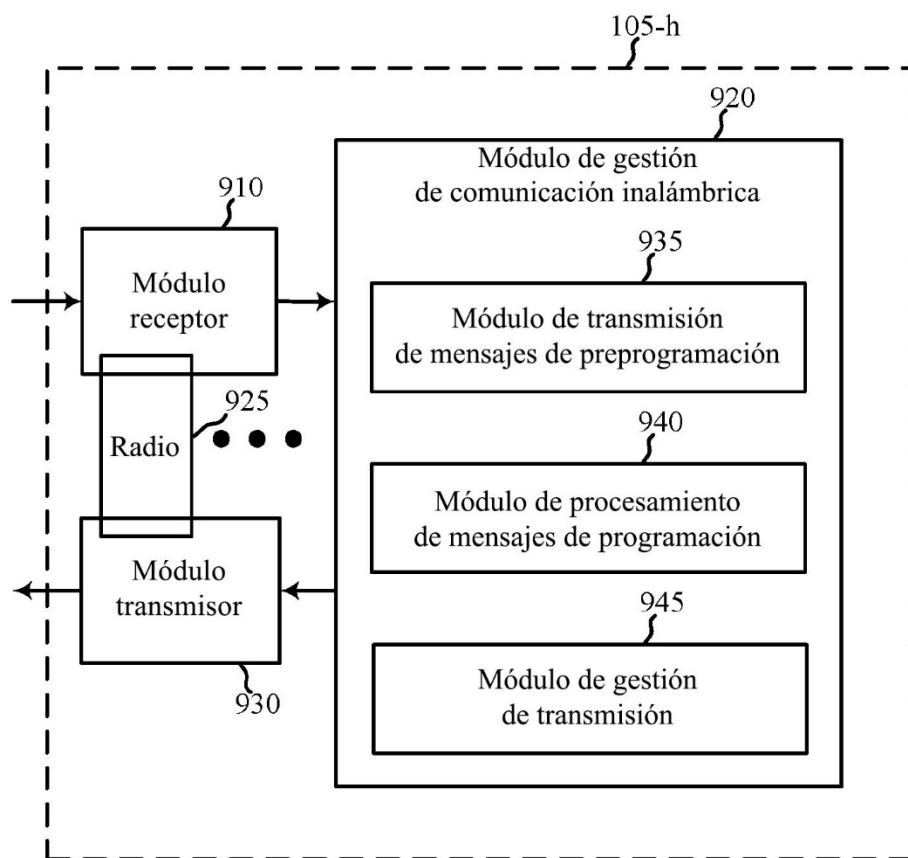 105-h
920
Módulo de gestión
de comunicación inalámbrica
910
Módulo
receptor
935
Módulo de transmisión
de mensajes de preprogramación
925
Radio
940
Módulo de procesamiento
de mensajes de programación
Módulo
transmisor
930
945
Módulo de gestión
de transmisión